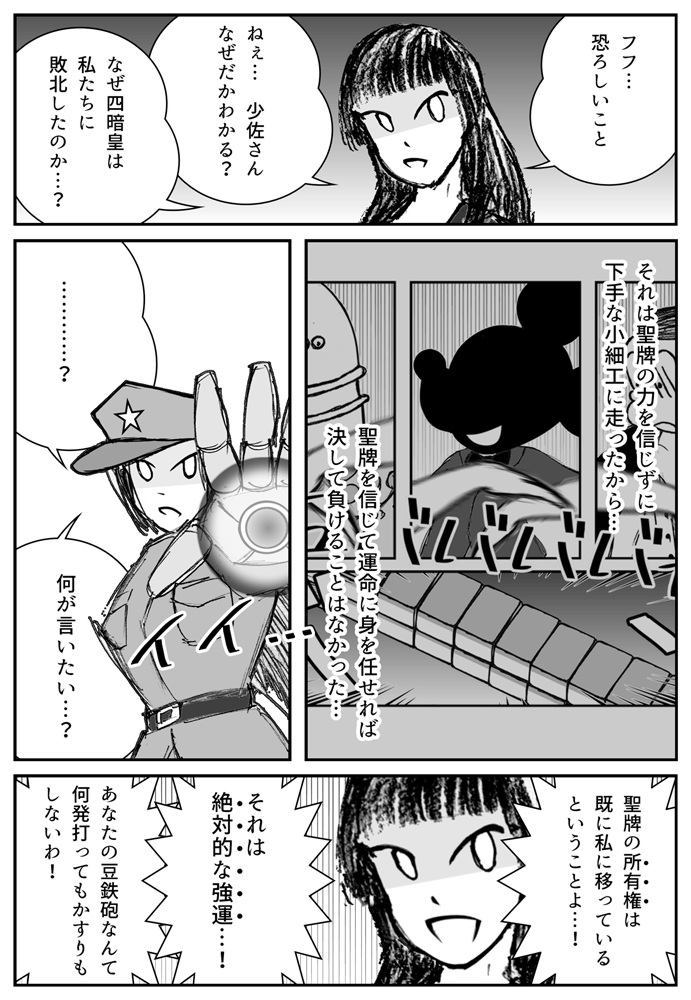 フフ…
恐ろしいこと
ねぇ… 少佐さん
なぜだかわかる？
なぜ四暗皇は
私たちに
敗北したのか…？
それは聖牌の力を信じずに
下手な小細工に走ったから…
聖牌を信じて運命に身を任せれば
決して負けることはなかった…
バババババ
…………？
何が言いたい…？
イイ…
聖牌の所有権は
既に私に移っている
ということよ…！
それは
絶対的な強運…！
あなたの豆鉄砲なんて
何発打ってもかすりも
しないわ！